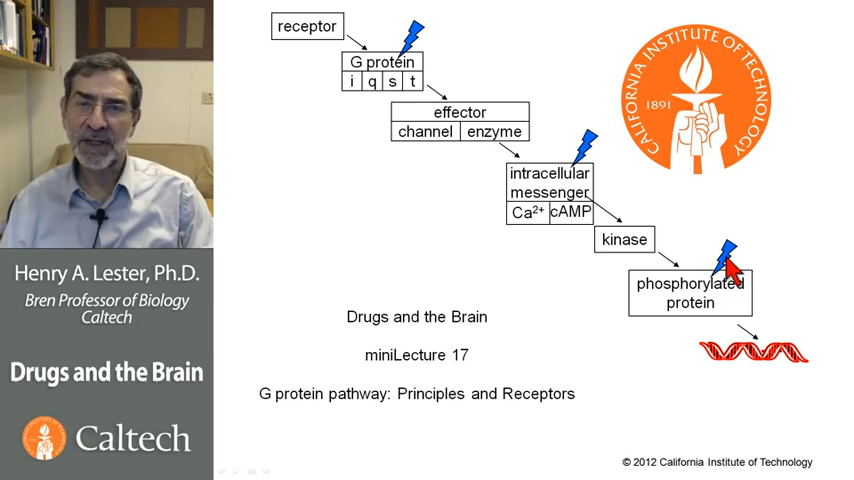 receptor
G protein
i q s t
effector
channel enzyme
intracellular
messenger
Ca2+ cAMP
kinase
phosphorylated
protein
CALIFORNIA INSTITUTE OF TECHNOLOGY
1891
Henry A. Lester, Ph.D.
Bren Professor of Biology
Caltech
Drugs and the Brain
Caltech
Drugs and the Brain
miniLecture 17
G protein pathway: Principles and Receptors
© 2012 California Institute of Technology